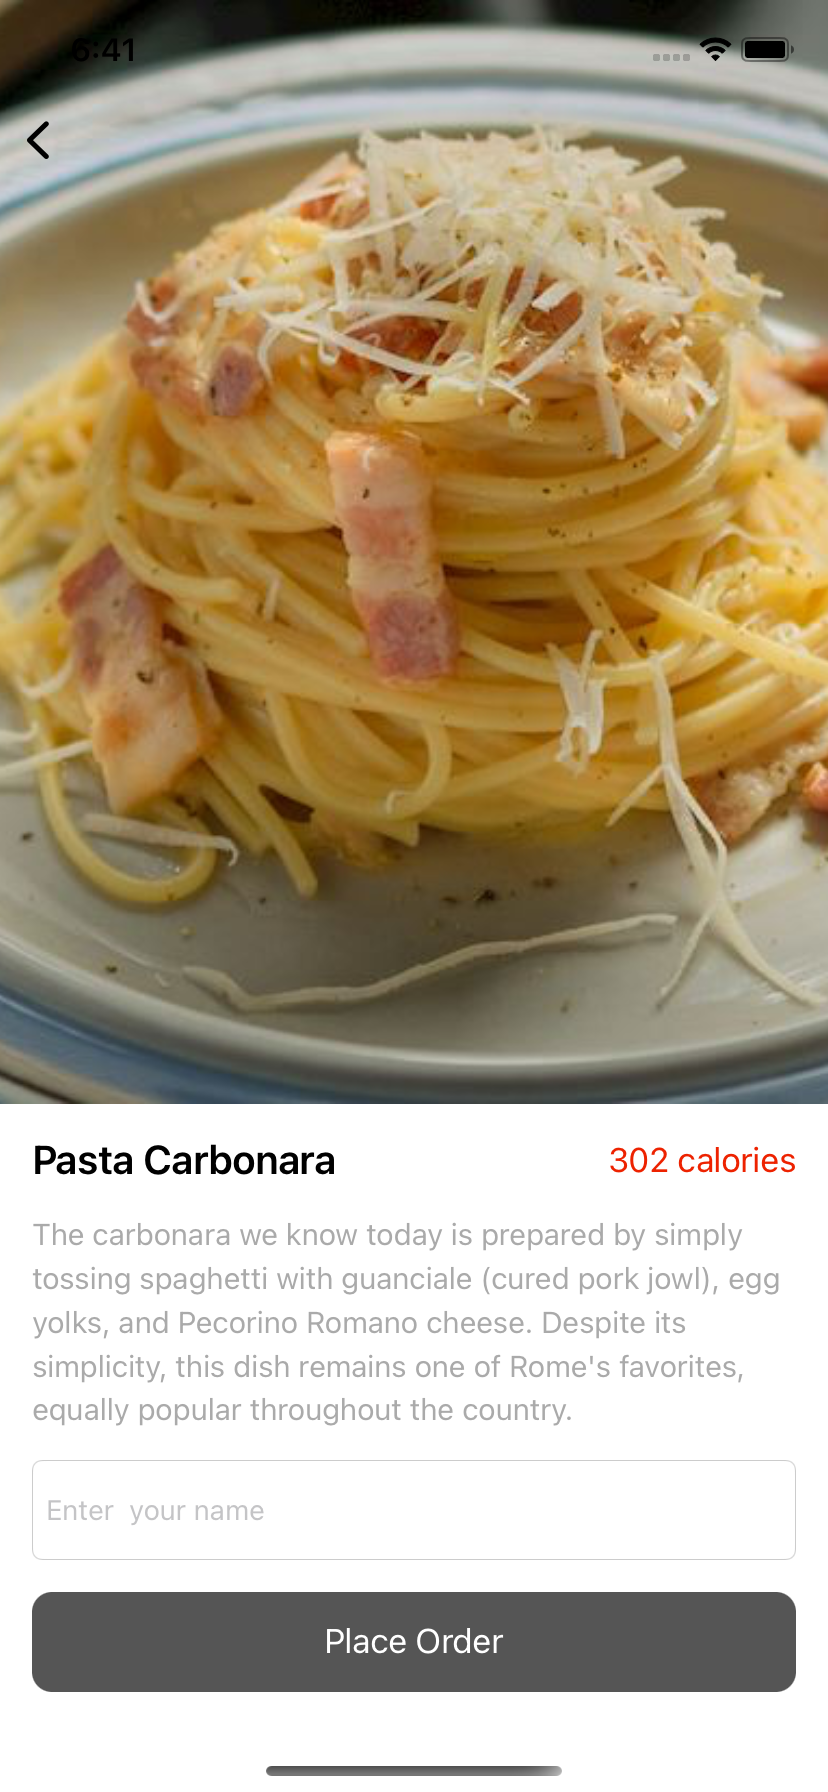 6:41
Pasta Carbonara
302 calories
The carbonara we know today is prepared by simply
tossing spaghetti with guanciale (cured pork jowl), egg
yolks, and Pecorino Romano cheese. Despite its
simplicity, this dish remains one of Rome's favorites,
equally popular throughout the country.
Enter  your name
Place Order